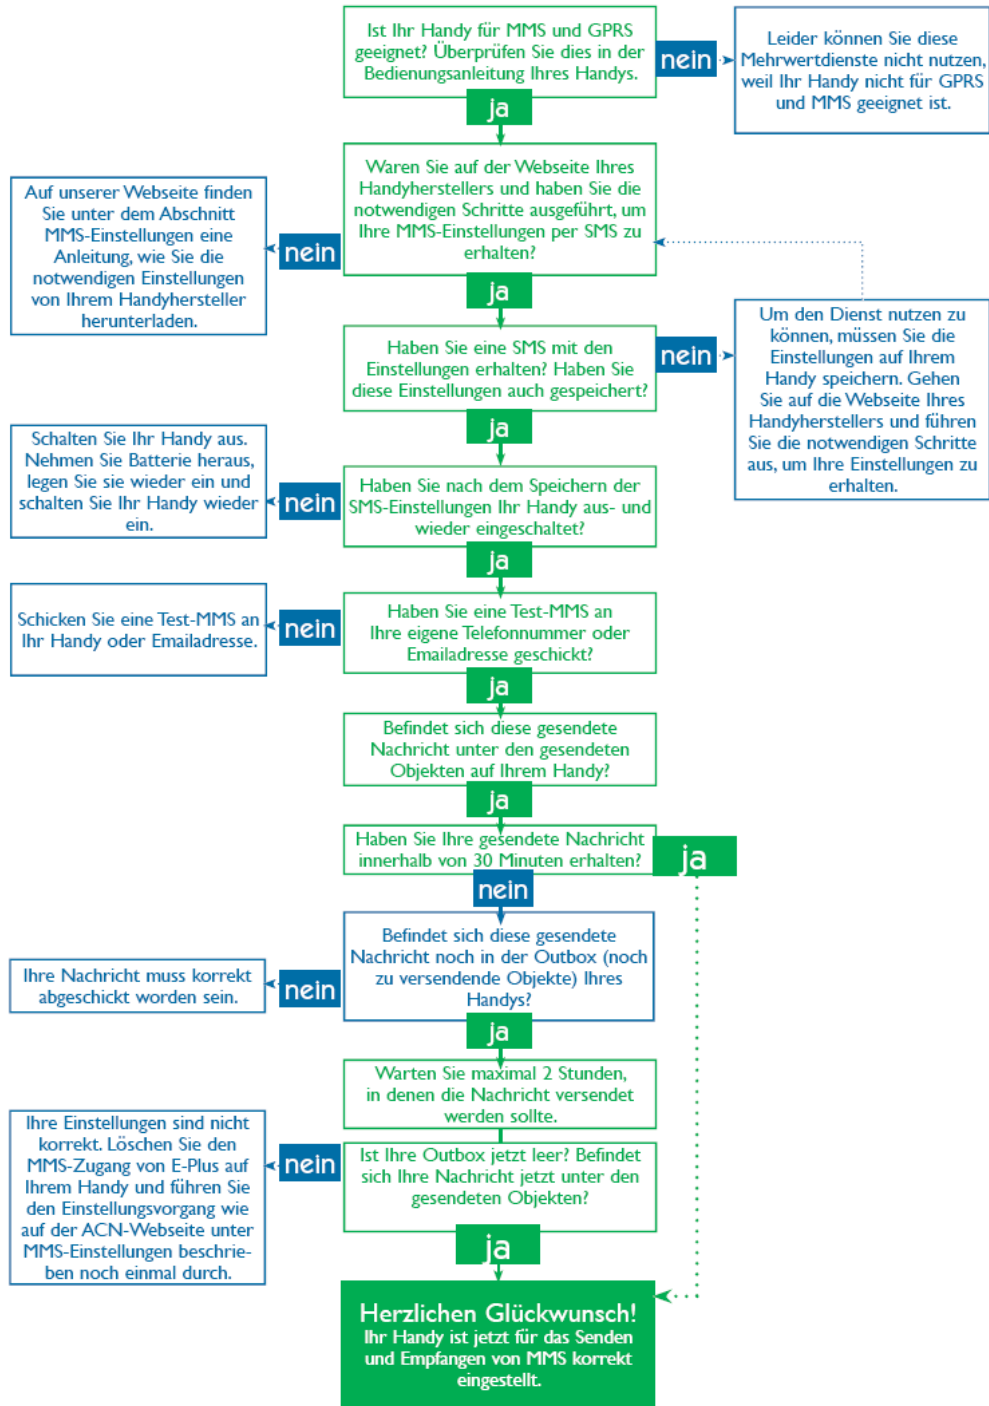 Ist Ihr Handy für MMS und GPRS
geeignet? Überprüfen Sie dies in der
Bedienungsanleitung Ihres Handys.
nein
Leider können Sie diese
Mehrwertdienste nicht nutzen,
weil Ihr Handy nicht für GPRS
und MMS geeignet ist.
ja
Waren Sie auf der Webseite Ihres
Handyherstellers und haben Sie die
notwendigen Schritte ausgeführt, um
Ihre MMS-Einstellungen per SMS zu
erhalten?
nein
Auf unserer Webseite finden
Sie unter dem Abschnitt
MMS-Einstellungen eine
Anleitung, wie Sie die
notwendigen Einstellungen
von Ihrem Handyhersteller
herunterladen.
ja
Haben Sie eine SMS mit den
Einstellungen erhalten? Haben Sie
diese Einstellungen auch gespeichert?
nein
Um den Dienst nutzen zu
können, müssen Sie die
Einstellungen auf Ihrem
Handy speichern. Gehen
Sie auf die Webseite Ihres
Handyherstellers und führen
Sie die notwendigen Schritte
aus, um Ihre Einstellungen zu
erhalten.
ja
Haben Sie nach dem Speichern der
SMS-Einstellungen Ihr Handy aus- und
wieder eingeschaltet?
nein
Schalten Sie Ihr Handy aus.
Nehmen Sie Batterie heraus,
legen Sie sie wieder ein und
schalten Sie Ihr Handy wieder
ein.
ja
Haben Sie eine Test-MMS an
Ihre eigene Telefonnummer oder
Emailadresse geschickt?
nein
Schicken Sie eine Test-MMS an
Ihr Handy oder Emailadresse.
ja
Befindet sich diese gesendete
Nachricht unter den gesendeten
Objekten auf Ihrem Handy?
ja
Haben Sie Ihre gesendete Nachricht
innerhalb von 30 Minuten erhalten?
ja
nein
Befindet sich diese gesendete
Nachricht noch in der Outbox (noch
zu versendende Objekte) Ihres
Handys?
nein
Ihre Nachricht muss korrekt
abgeschickt worden sein.
ja
Warten Sie maximal 2 Stunden,
in denen die Nachricht versendet
werden sollte.
Ist Ihre Outbox jetzt leer? Befindet
sich Ihre Nachricht jetzt unter den
gesendeten Objekten?
nein
Ihre Einstellungen sind nicht
korrekt. Löschen Sie den
MMS-Zugang von E-Plus auf
Ihrem Handy und führen Sie
den Einstellungsvorgang wie
auf der ACN-Webseite unter
MMS-Einstellungen beschrie-
ben noch einmal durch.
ja
Herzlichen Glückwunsch!
Ihr Handy ist jetzt für das Senden
und Empfangen von MMS korrekt
eingestellt.